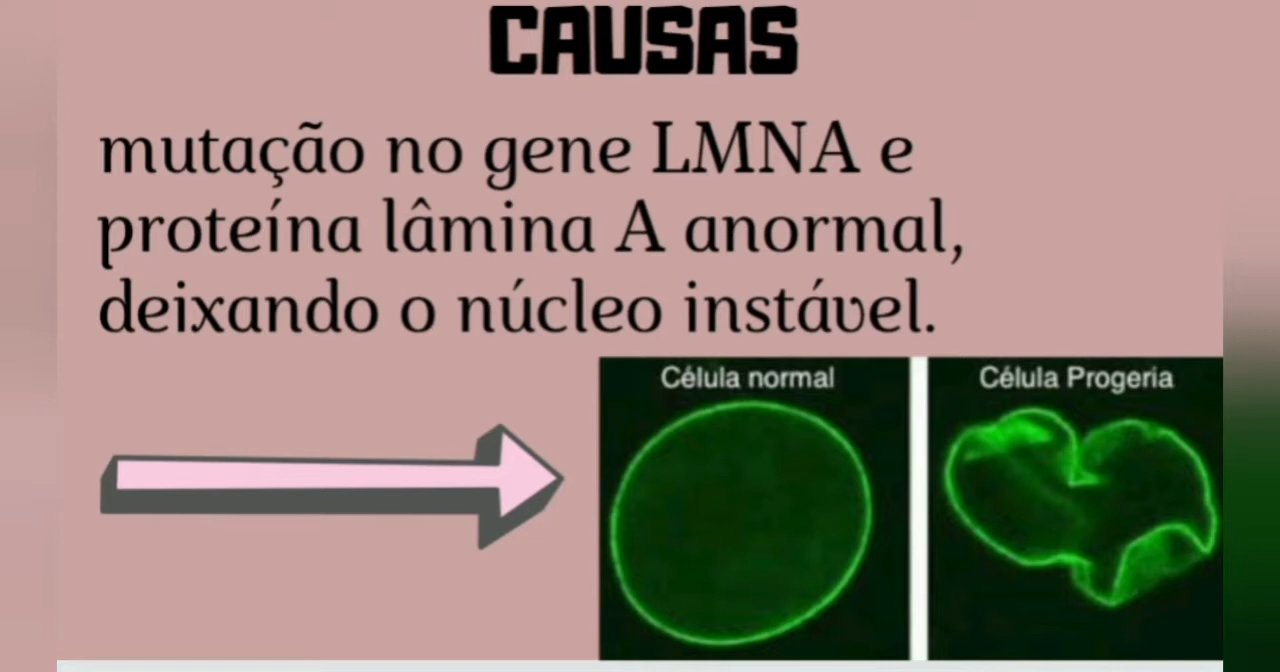 CAUSAS
mutação no gene LMNA e
proteína lâmina A anormal,
deixando o núcleo instável.
Célula normal
Célula Progeria